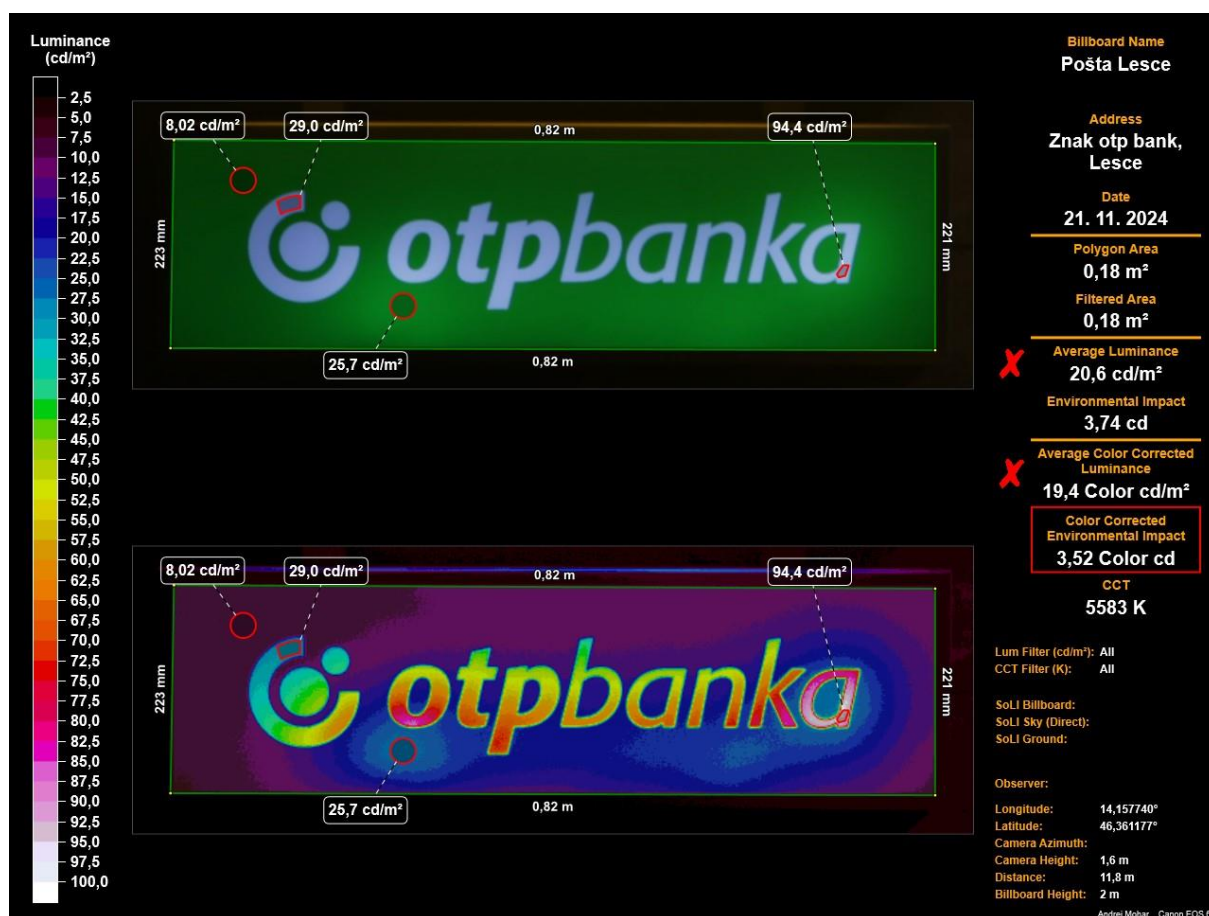 Luminance
(cd/m²)
2,5
5,0
7,5
10,0
12,5
15,0
17,5
20,0
22,5
25,0
27,5
30,0
32,5
35,0
37,5
40,0
42,5
45,0
47,5
50,0
52,5
55,0
57,5
60,0
62,5
65,0
67,5
70,0
72,5
75,0
77,5
80,0
82,5
85,0
87,5
90,0
92,5
95,0
97,5
100,0
8,02 cd/m²
29,0 cd/m²
0,82 m
94,4 cd/m²
223 mm
otpbanka
221 mm
25,7 cd/m²
0,82 m
8,02 cd/m²
29,0 cd/m²
0,82 m
94,4 cd/m²
223 mm
otpbanka
221 mm
25,7 cd/m²
0,82 m
Billboard Name
Pošta Lesce
Address
Znak otp bank,
Lesce
Date
21. 11. 2024
Polygon Area
0,18 m²
Filtered Area
0,18 m²
Average Luminance
20,6 cd/m²
Environmental Impact
3,74 cd
Average Color Corrected
Luminance
19,4 Color cd/m²
Color Corrected
Environmental Impact
3,52 Color cd
CCT
5583 K
Lum Filter (cd/m²): All
CCT Filter (K): All
SoLI Billboard:
SoLI Sky (Direct):
SoLI Ground:
Observer:
Longitude: 14,157740°
Latitude: 46,361177°
Camera Azimuth:
Camera Height: 1,6 m
Distance: 11,8 m
Billboard Height: 2 m
Andrej Mohar Canon EOS